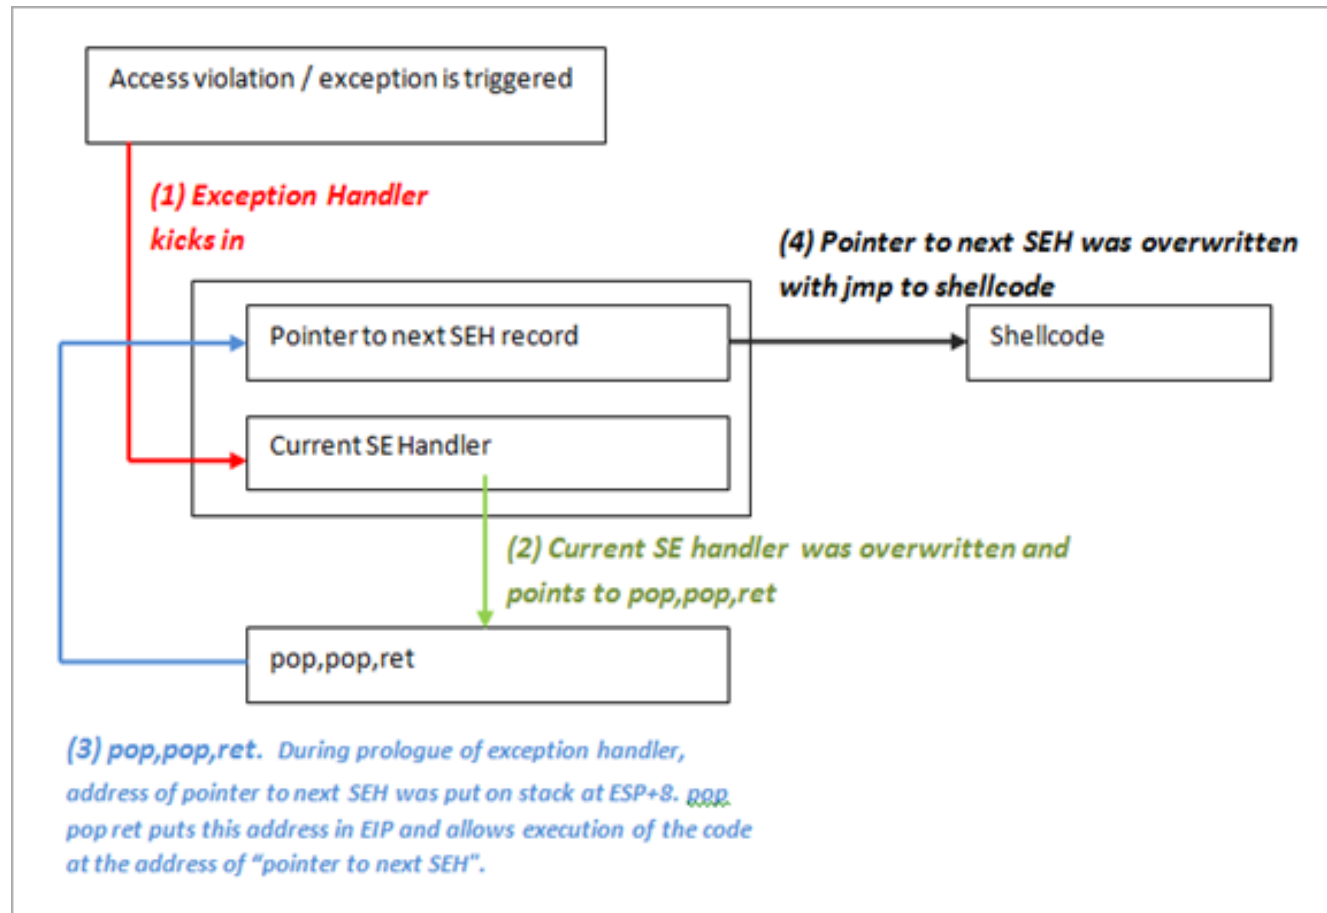 Access violation / exception is triggered
(1) Exception Handler
kicks in
(4) Pointer to next SEH was overwritten
with jmp to shellcode
Pointer to next SEH record
Shellcode
Current SE Handler
(2) Current SE handler was overwritten and
points to pop,pop,ret
pop,pop,ret
(3) pop,pop,ret. During prologue of exception handler,
address of pointer to next SEH was put on stack at ESP+8. pop
pop ret puts this address in EIP and allows execution of the code
at the address of “pointer to next SEH”.